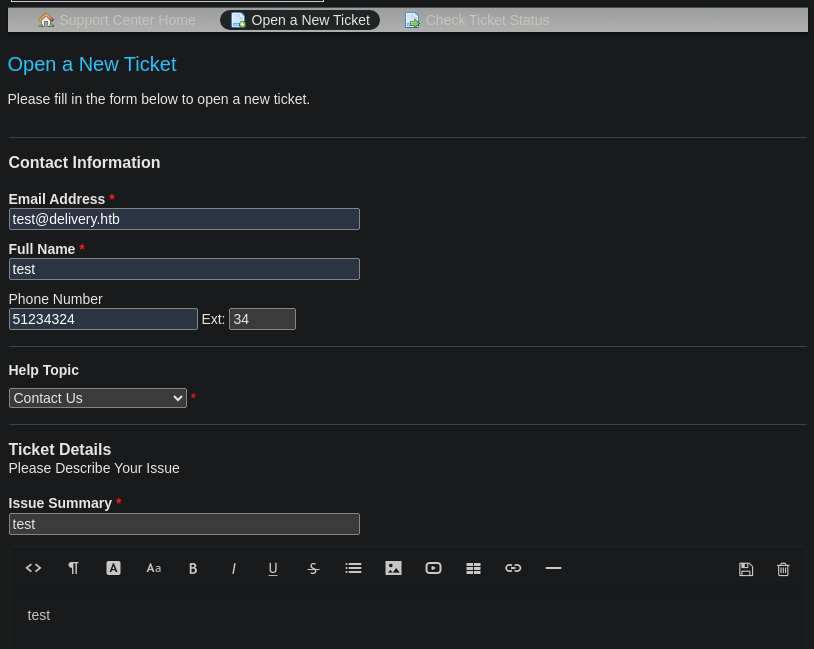 Support Center Home Open a New Ticket Check Ticket Status
Open a New Ticket
Please fill in the form below to open a new ticket.
Contact Information
Email Address *
test@delivery.htb
Full Name *
test
Phone Number
51234324 Ext: 34
Help Topic
Contact Us *
Ticket Details
Please Describe Your Issue
Issue Summary *
test
<> ¶ A Aa B I U S
test